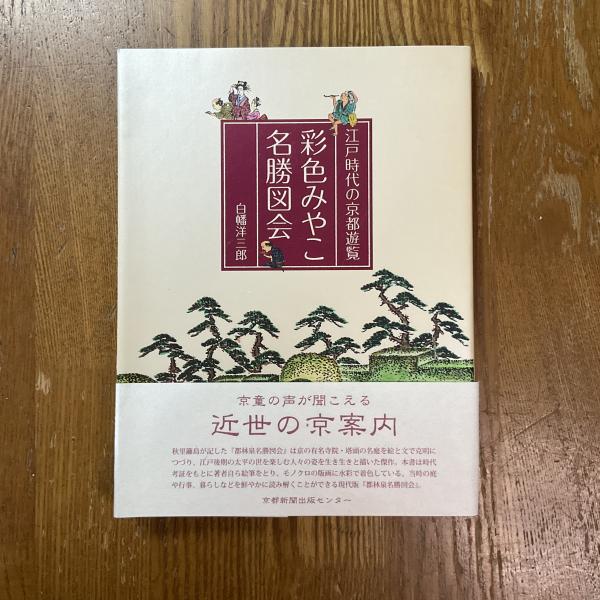 江戸時代の京都遊覧
彩色みやこ
名勝図会
白幡洋三郎
京童の声が聞こえる
近世の京案内
秋里籬島が記した『都林泉名勝図会』は京の有名寺院・塔頭の名庭を絵と文で克明に
つづり、江戸後期の太平の世を楽しむ人々の姿を生き生きと描いた傑作。本書は時代
考証をもとに著者自ら絵筆をとり、モノクロの版画に水彩で着色している。当時の庭
や行事、暮らしなどを鮮やかに読み解くことができる現代版『都林泉名勝図会』。
京都新聞出版センター